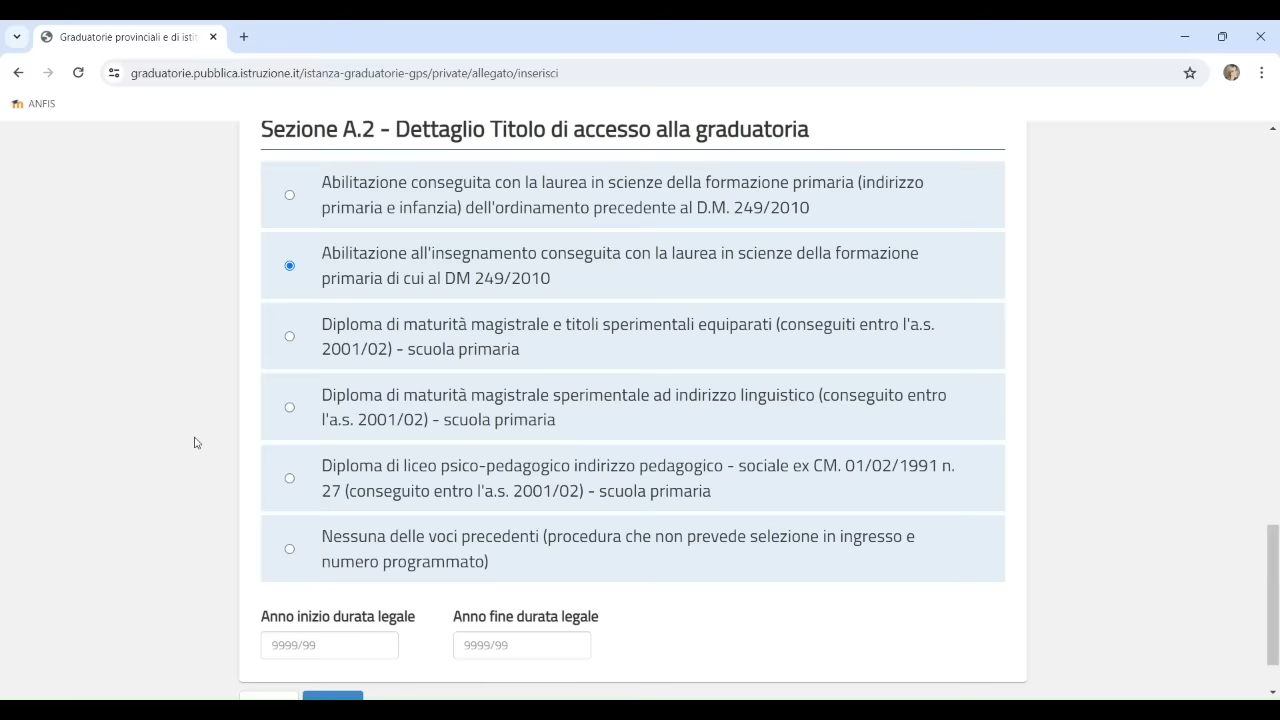 Graduatorie provinciali e di istit
graduatorie.pubblica.istruzione.it/istanza-graduatorie-gps/private/allegato/inserisci
ANFIS
Sezione A.2 - Dettaglio Titolo di accesso alla graduatoria
Abilitazione conseguita con la laurea in scienze della formazione primaria (indirizzo
primaria e infanzia) dell'ordinamento precedente al D.M. 249/2010
Abilitazione all'insegnamento conseguita con la laurea in scienze della formazione
primaria di cui al DM 249/2010
Diploma di maturità magistrale e titoli sperimentali equiparati (conseguiti entro l'a.s.
2001/02) - scuola primaria
Diploma di maturità magistrale sperimentale ad indirizzo linguistico (conseguito entro
l'a.s. 2001/02) - scuola primaria
Diploma di liceo psico-pedagogico indirizzo pedagogico - sociale ex CM. 01/02/1991 n.
27 (conseguito entro l'a.s. 2001/02) - scuola primaria
Nessuna delle voci precedenti (procedura che non prevede selezione in ingresso e
numero programmato)
Anno inizio durata legale Anno fine durata legale
9999/99 9999/99